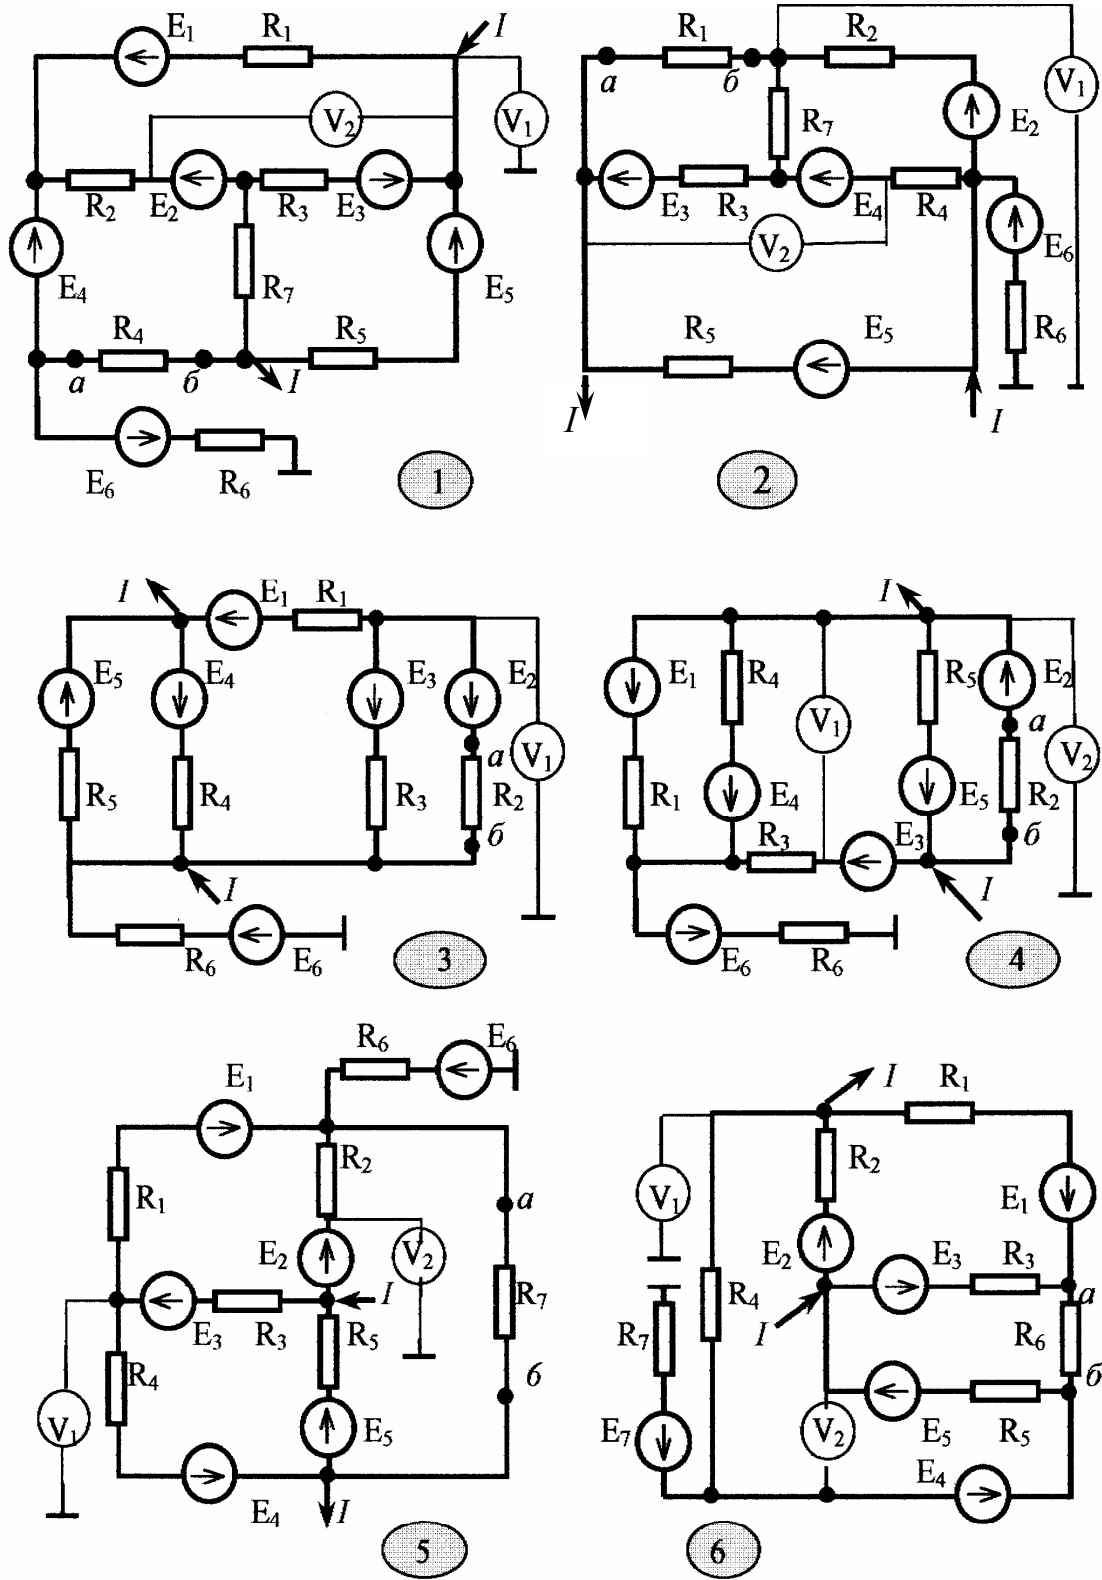 E₁ R₁ I
V₂ V₁
R₂ E₂ R₃ E₃
E₄ R₇ E₅
R₄ R₅
а б I
E₆ R₆
1
R₁ R₂
а б V₁
R₇ E₂
E₃ R₃ E₄ R₄
V₂ E₆
R₅ E₅ R₆
I I
2
I E₁ R₁
E₅ E₄ E₃ E₂
а V₁
R₅ R₄ R₃ R₂
б
I
R₆ E₆
3
I
E₁ R₄ R₅ E₂
V₁ а
V₂
R₁ E₄ E₅ R₂
R₃ E₃ б
I
E₆ R₆
4
R₆ E₆
E₁
R₂
R₁ а
E₂ V₂
I R₇
E₃ R₃ R₅
R₄ б
V₁ E₅
E₄ I
5
I R₁
R₂
V₁ E₁
E₂ E₃ R₃
R₄ а
R₇ I R₆
б
E₇ V₂ E₅ R₅
E₄
6